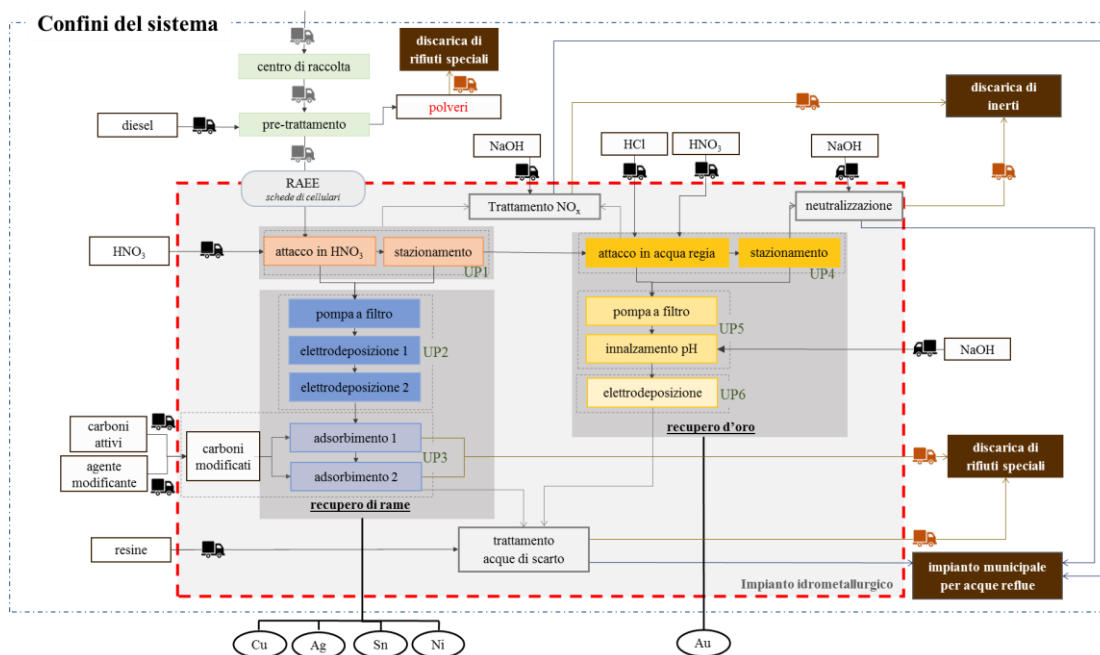 Confini del sistema
discarica di
rifiuti speciali
centro di raccolta
discarica di
inerti
polveri
diesel
pre-trattamento
NaOH
HCl
HNO₃
NaOH
RAEE
schede di cellulari
Trattamento NOₓ
neutralizzazione
HNO₃
attacco in HNO₃
stazionamento
UP1
attacco in acqua regia
stazionamento
UP4
pompa a filtro
elettrodeposizione 1
UP2
elettrodeposizione 2
pompa a filtro
UP5
innalzamento pH
NaOH
elettrodeposizione
UP6
recupero d'oro
carboni
attivi
agente
modificante
carboni
modificati
adsorbimento 1
UP3
adsorbimento 2
recupero di rame
discarica di
rifiuti speciali
resine
trattamento
acque di scarto
impianto municipale
per acque reflue
Impianto idrometallurgico
Cu
Ag
Sn
Ni
Au